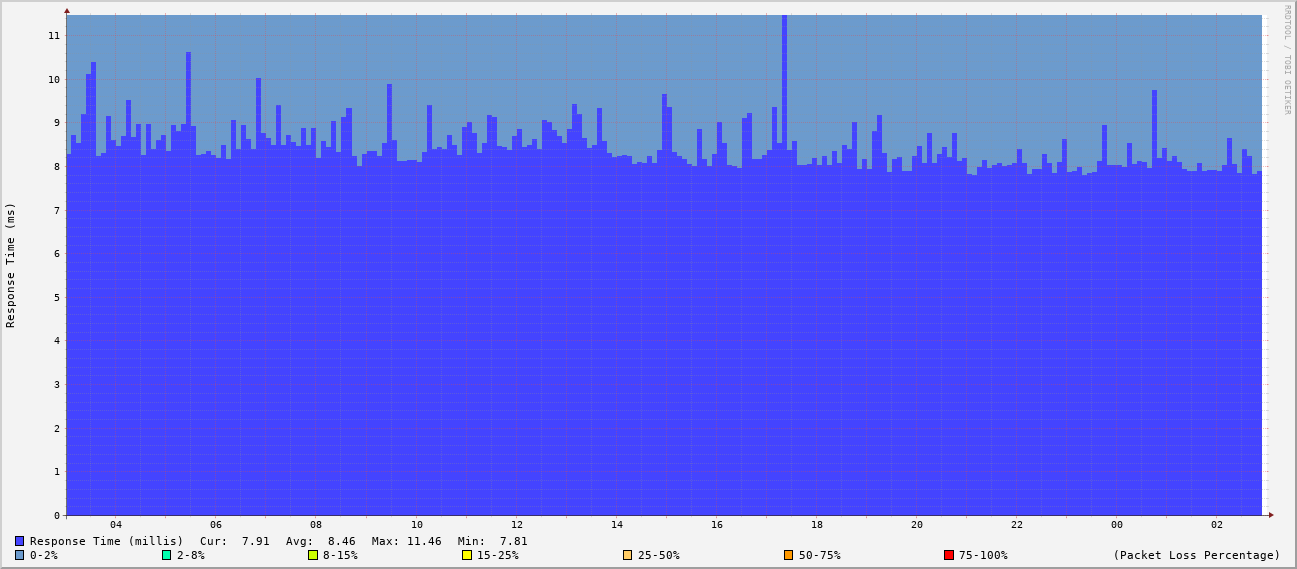 RRDTOOL / TOBI OETIKER
Response Time (ms)
11
10
9
8
7
6
5
4
3
2
1
0
04 06 08 10 12 14 16 18 20 22 00 02
Response Time (millis) Cur: 7.91 Avg: 8.46 Max: 11.46 Min: 7.81
0-2% 2-8% 8-15% 15-25% 25-50% 50-75% 75-100% (Packet Loss Percentage)